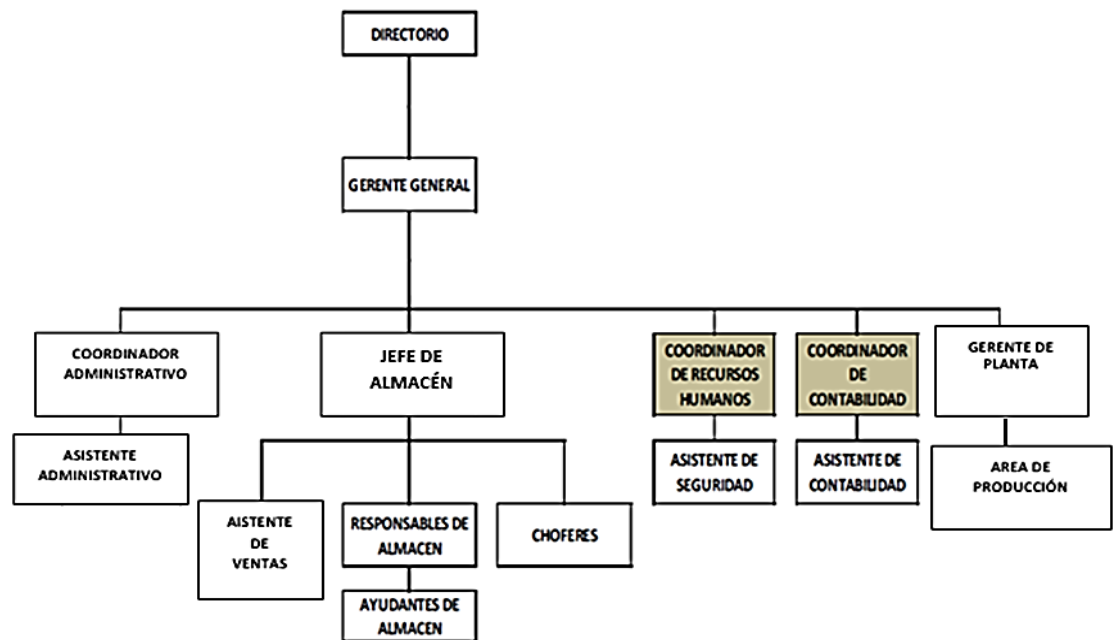 DIRECTORIO
GERENTE GENERAL
COORDINADOR
ADMINISTRATIVO
JEFE DE
ALMACÉN
COORDINADOR
DE RECURSOS
HUMANOS
COORDINADOR
DE
CONTABILIDAD
GERENTE DE
PLANTA
ASISTENTE
ADMINISTRATIVO
ASISTENTE DE
SEGURIDAD
ASISTENTE DE
CONTABILIDAD
AREA DE
PRODUCCIÓN
AISTENTE
DE
VENTAS
RESPONSABLES DE
ALMACEN
CHOFERES
AYUDANTES DE
ALMACEN